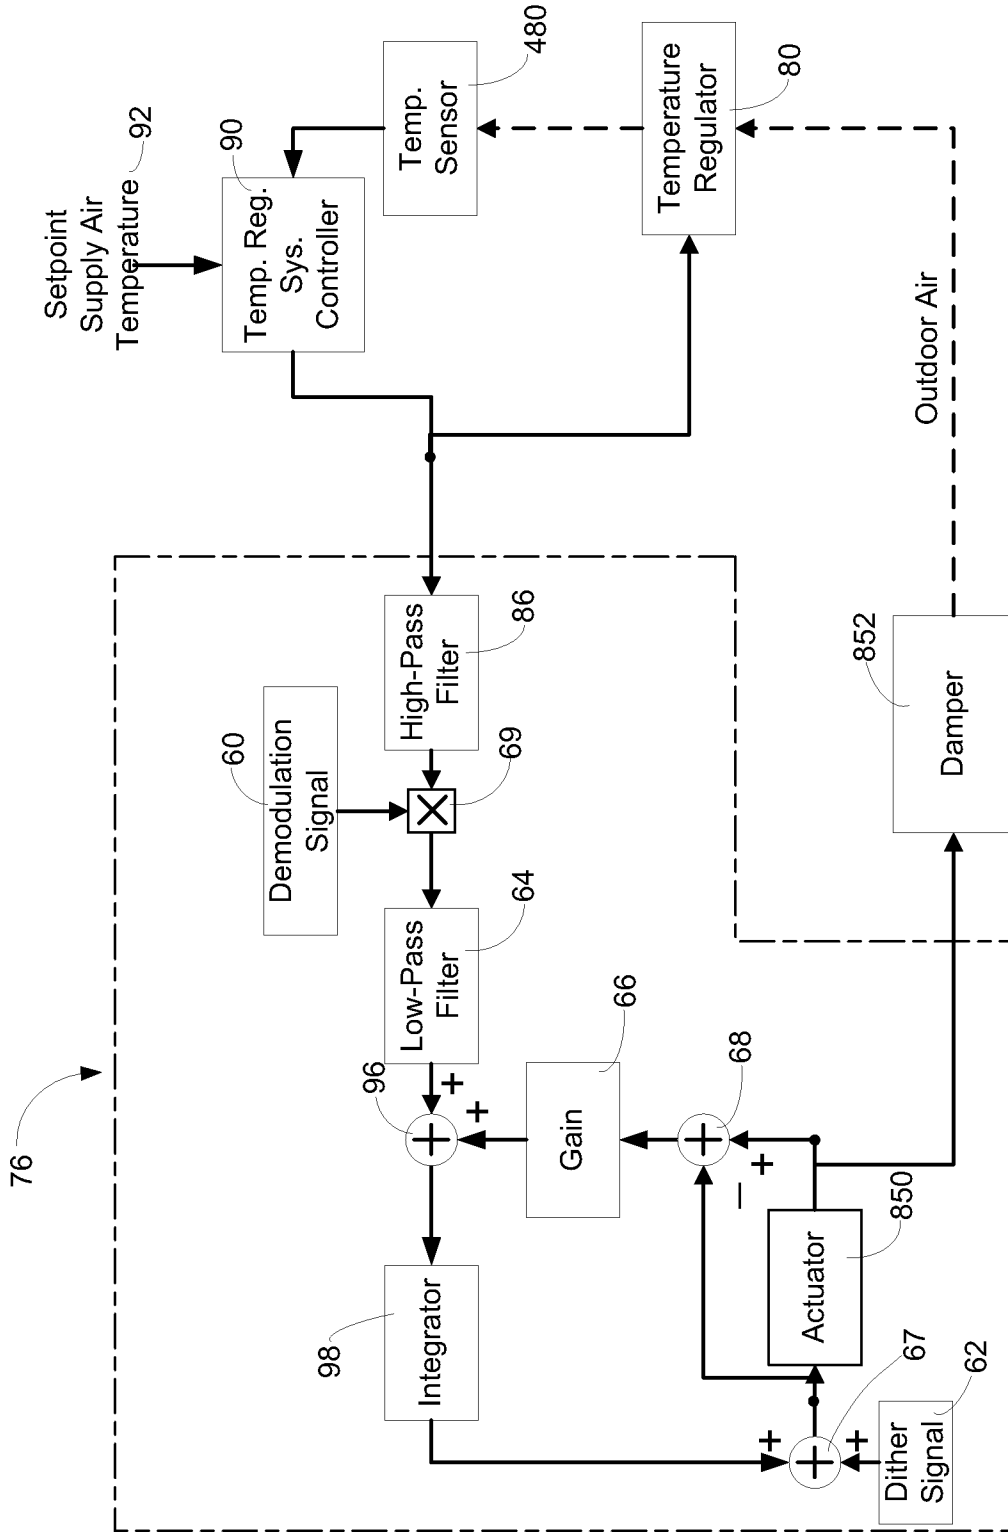 76
Setpoint
Supply Air
Temperature
92
90
Temp. Reg.
Sys.
Controller
Temp.
Sensor
480
Temperature
Regulator
80
60
Demodulation
Signal
High-Pass
Filter
86
69
Low-Pass
Filter
64
96
+
+
Integrator
98
Gain
66
68
–
+
Actuator
850
+
+
67
Dither
Signal
62
Damper
852
Outdoor Air